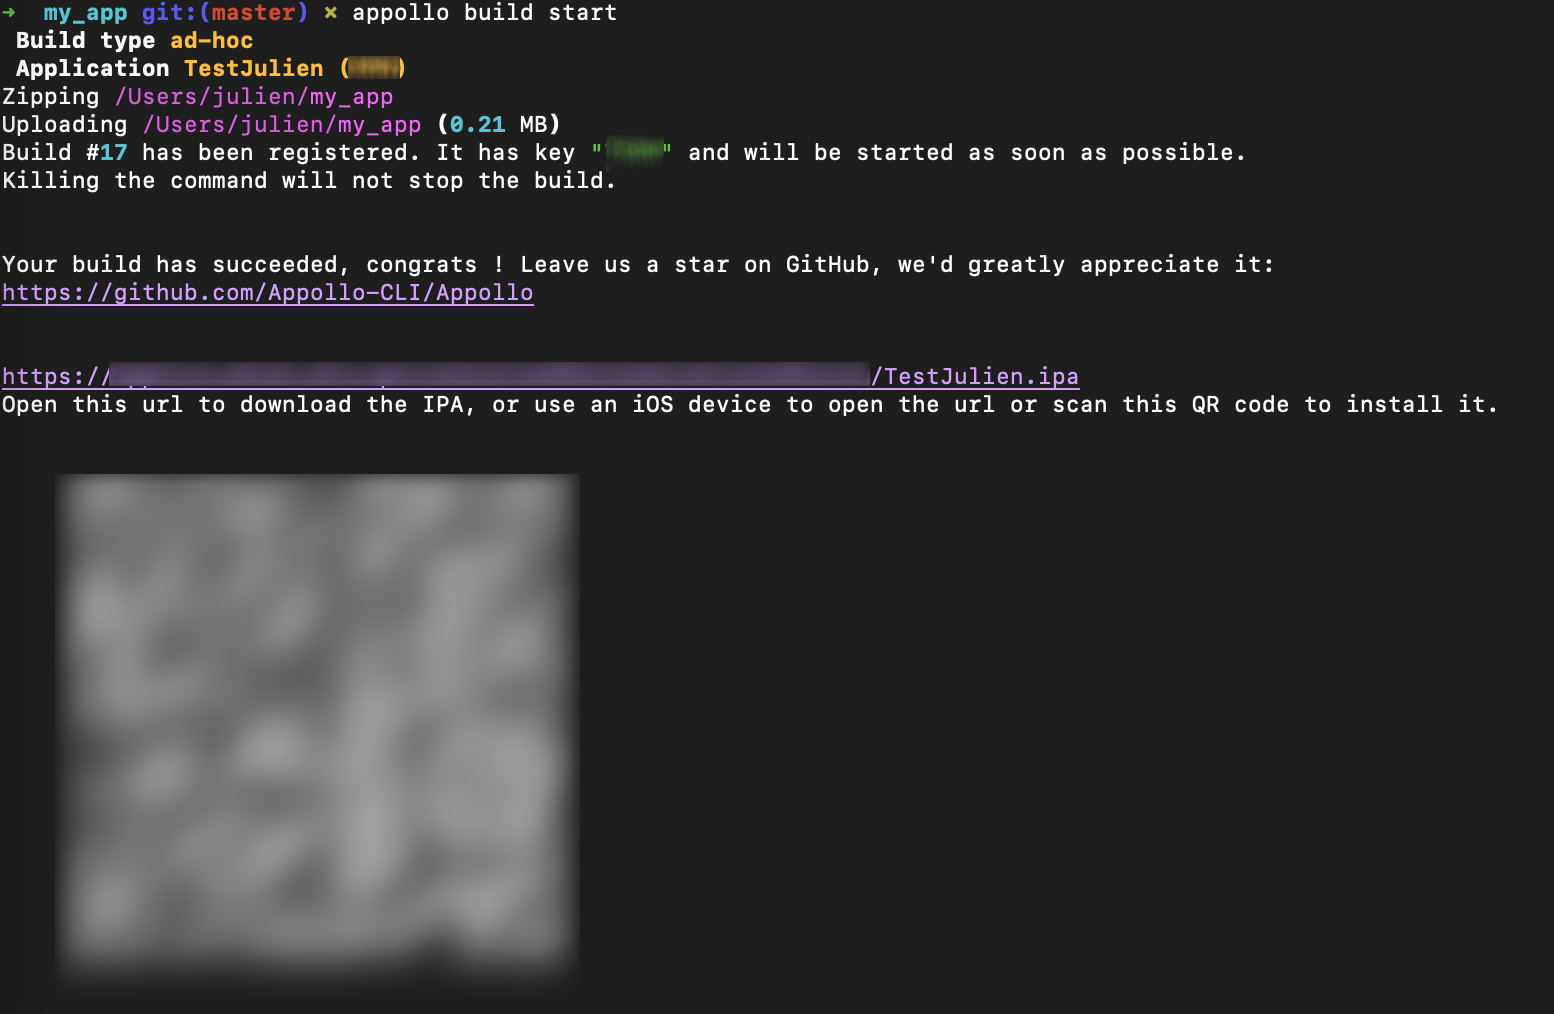 → my_app git:(master) × appollo build start
Build type ad-hoc
Application TestJulien ( )
Zipping /Users/julien/my_app
Uploading /Users/julien/my_app (0.21 MB)
Build #17 has been registered. It has key " " and will be started as soon as possible.
Killing the command will not stop the build.
Your build has succeeded, congrats ! Leave us a star on GitHub, we'd greatly appreciate it:
https://github.com/Appollo-CLI/Appollo
https:// /TestJulien.ipa
Open this url to download the IPA, or use an iOS device to open the url or scan this QR code to install it.